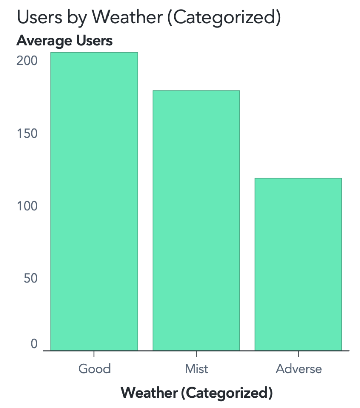 Users by Weather (Categorized)
Average Users
200
150
100
50
0
Good Mist Adverse
Weather (Categorized)